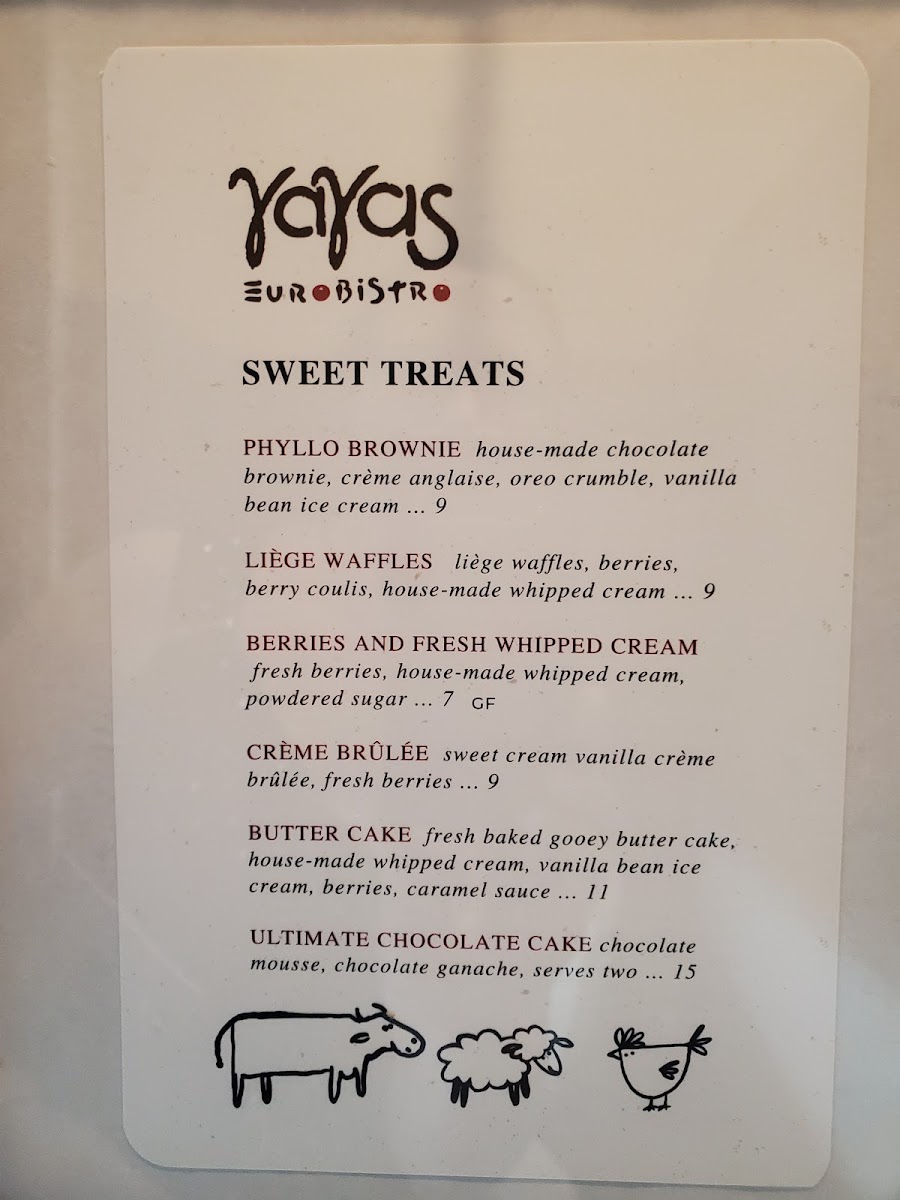 yayas
EUROBISTRO
SWEET TREATS
PHYLLO BROWNIE house-made chocolate
brownie, crème anglaise, oreo crumble, vanilla
bean ice cream ... 9
LIÈGE WAFFLES liège waffles, berries,
berry coulis, house-made whipped cream ... 9
BERRIES AND FRESH WHIPPED CREAM
fresh berries, house-made whipped cream,
powdered sugar ... 7 GF
CRÈME BRÛLÉE sweet cream vanilla crème
brûlée, fresh berries ... 9
BUTTER CAKE fresh baked gooey butter cake,
house-made whipped cream, vanilla bean ice
cream, berries, caramel sauce ... 11
ULTIMATE CHOCOLATE CAKE chocolate
mousse, chocolate ganache, serves two ... 15